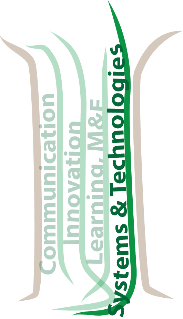 Communication
Innovation
Learning, M&E
Systems & Technologies